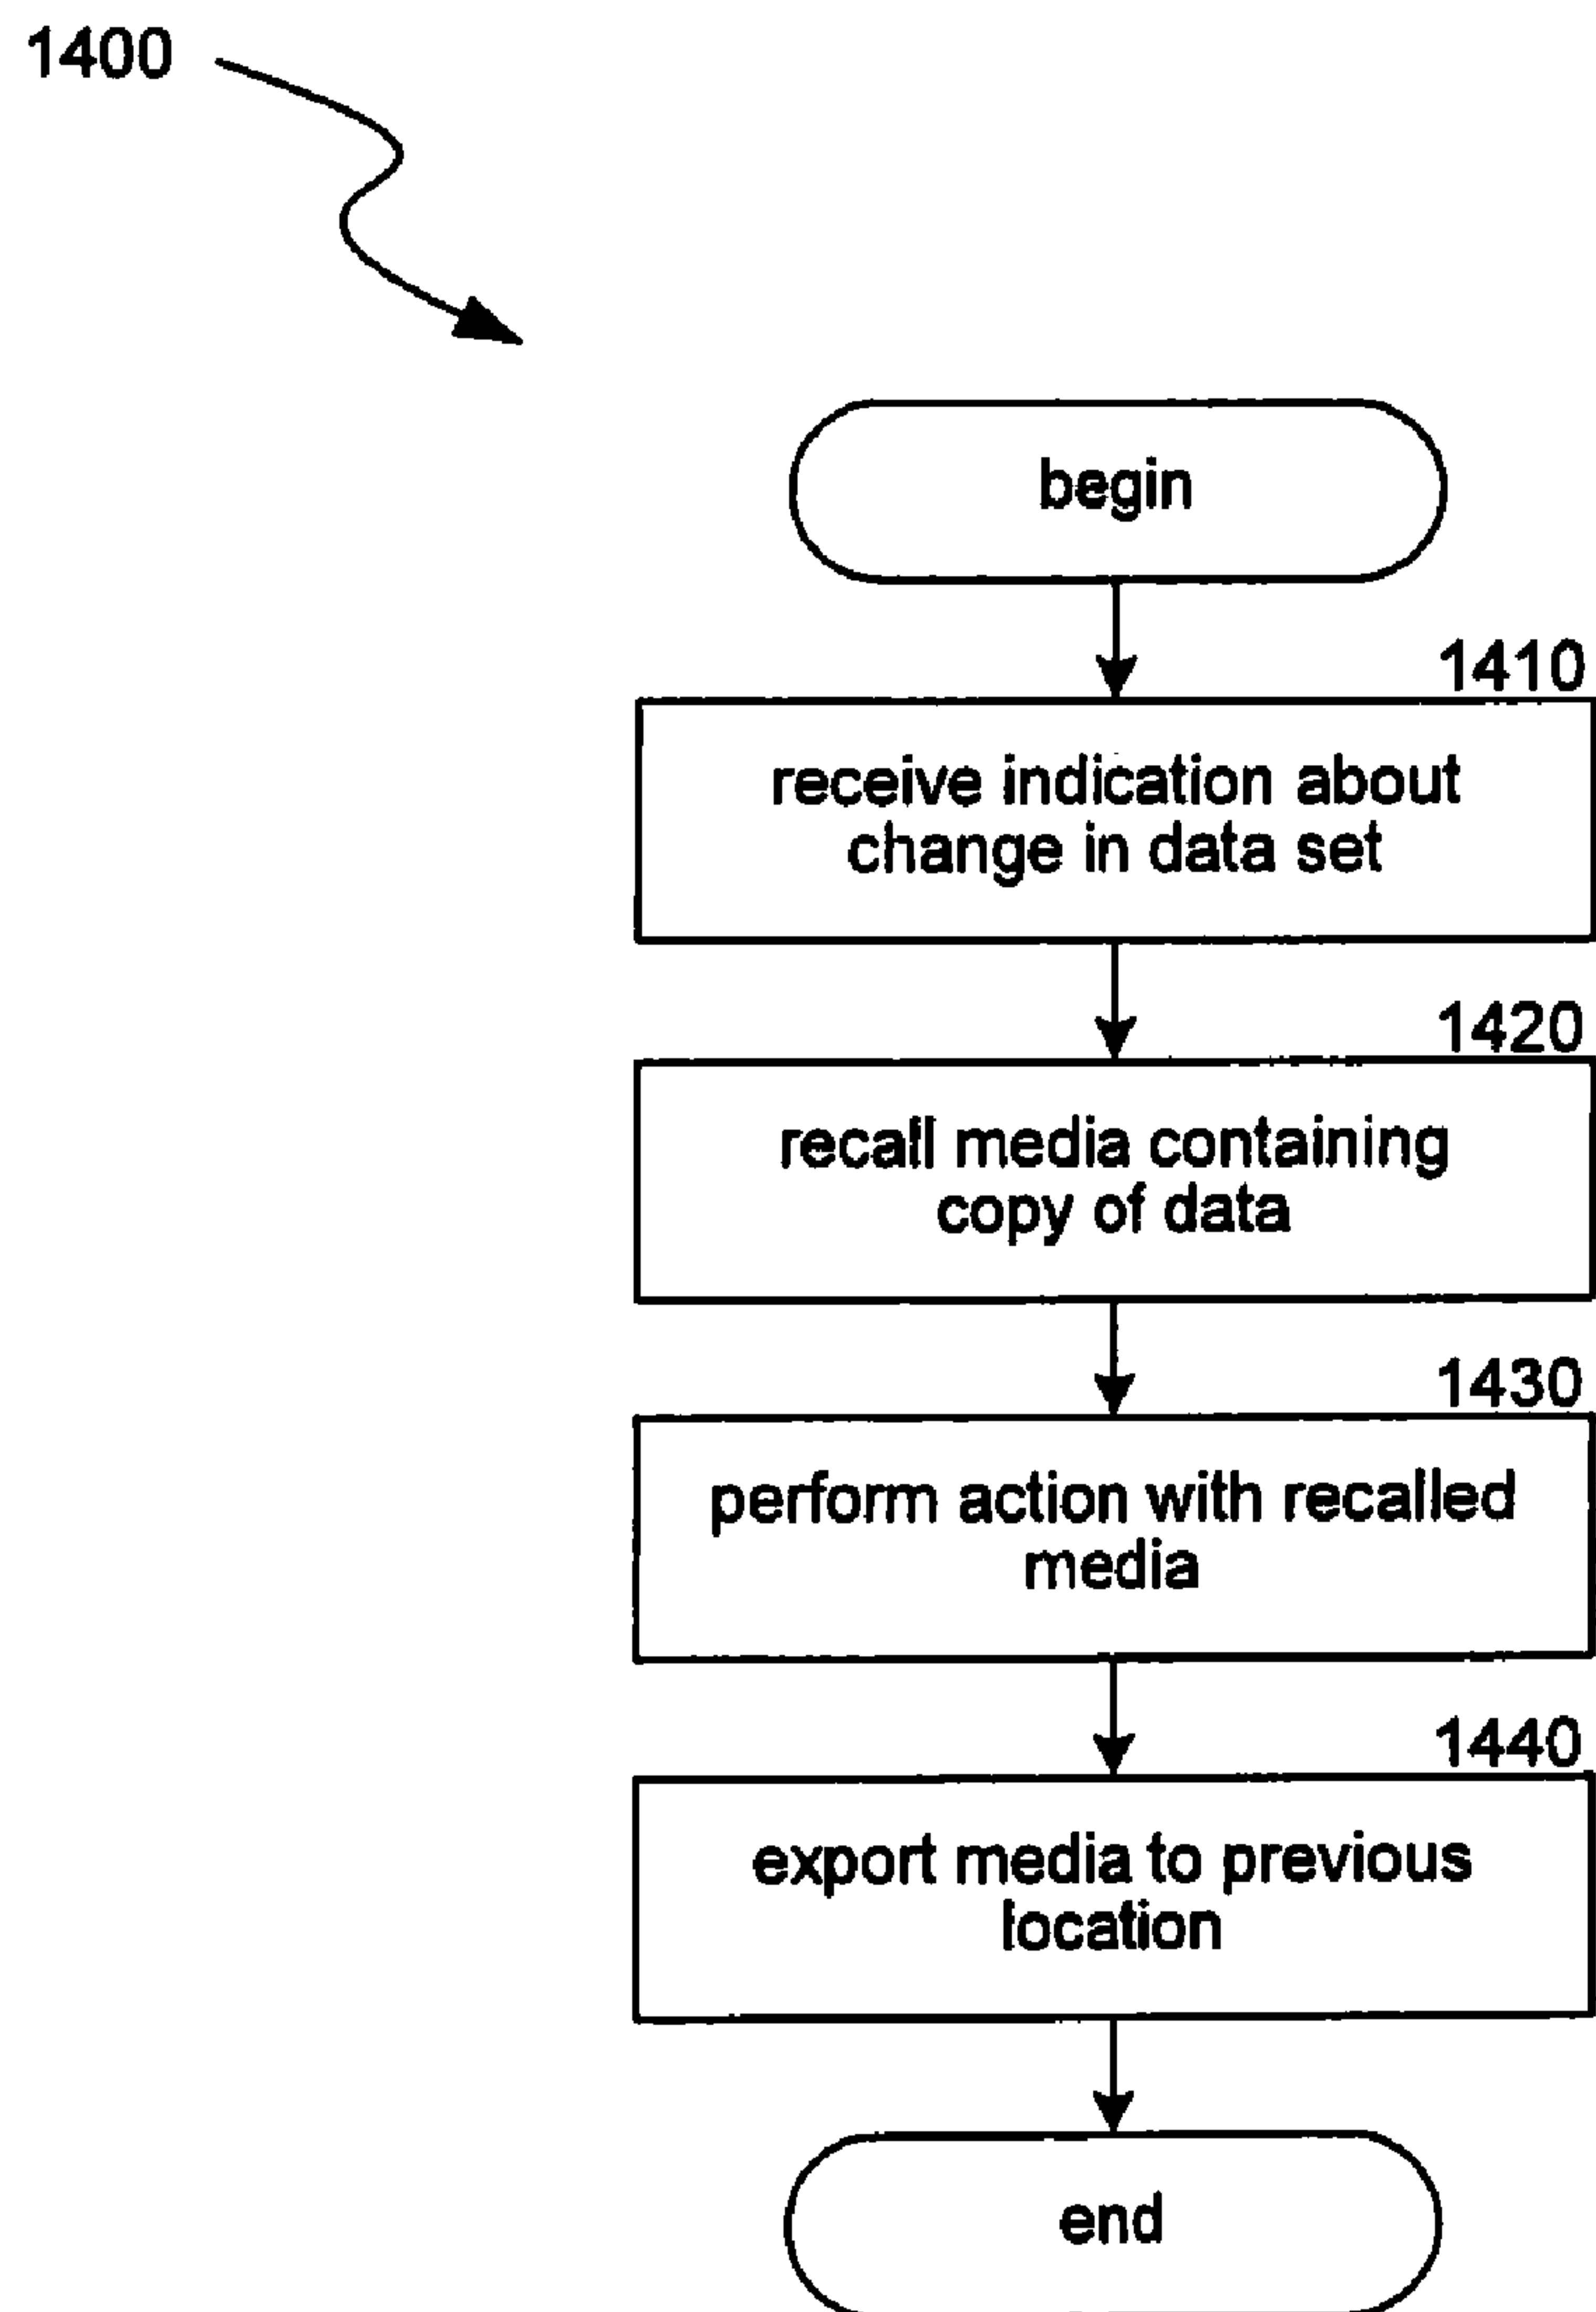 1400
begin
1410
receive indication about
change in data set
1420
recall media containing
copy of data
1430
perform action with recalled
media
1440
export media to previous
location
end